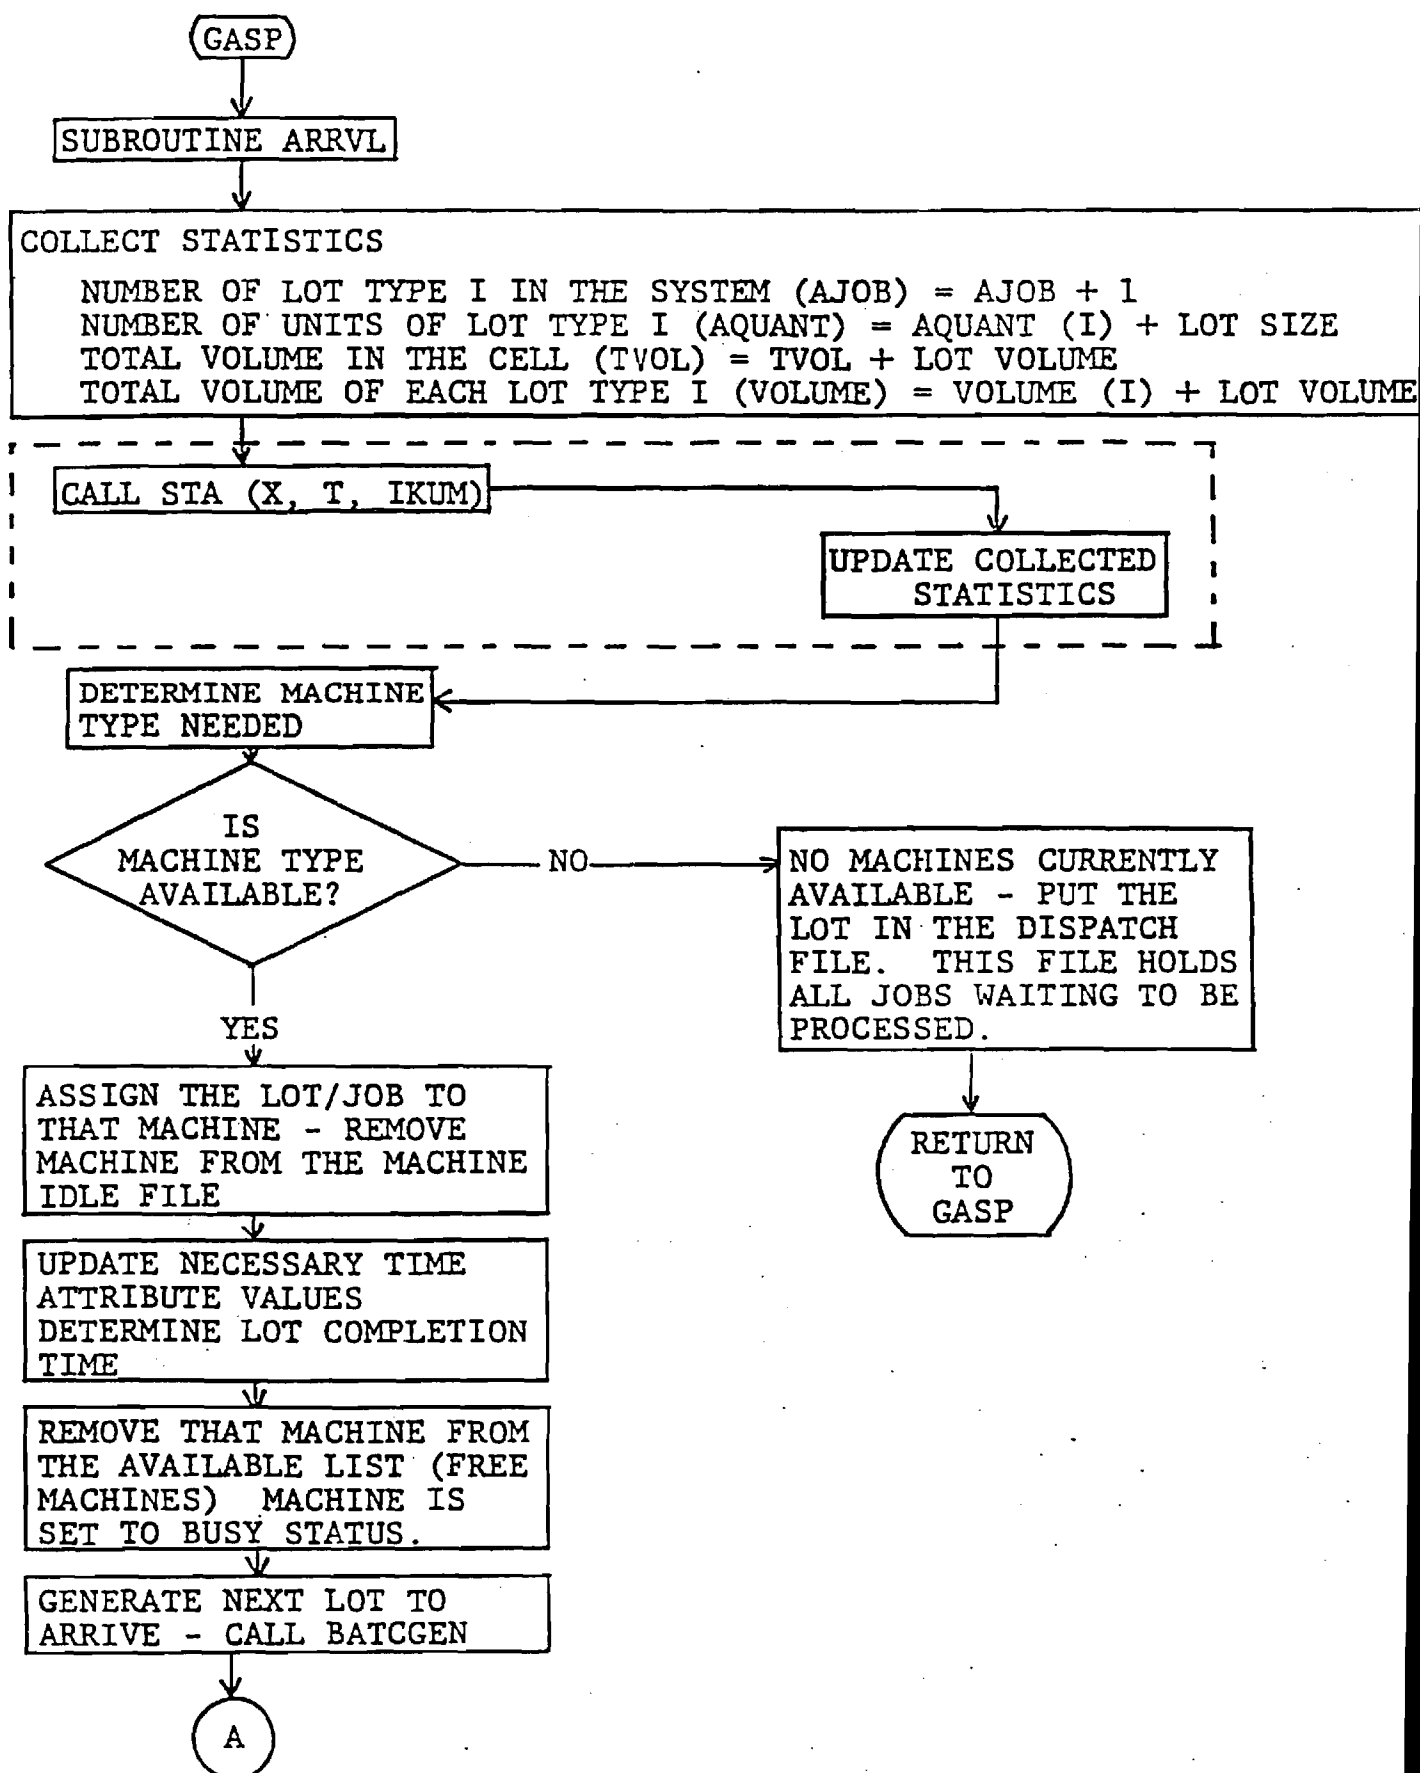 GASP
SUBROUTINE ARRVL
COLLECT STATISTICS
NUMBER OF LOT TYPE I IN THE SYSTEM (AJOB) = AJOB + 1
NUMBER OF UNITS OF LOT TYPE I (AQUANT) = AQUANT (I) + LOT SIZE
TOTAL VOLUME IN THE CELL (TVOL) = TVOL + LOT VOLUME
TOTAL VOLUME OF EACH LOT TYPE I (VOLUME) = VOLUME (I) + LOT VOLUME
CALL STA (X, T, IKUM)
UPDATE COLLECTED
STATISTICS
DETERMINE MACHINE
TYPE NEEDED
IS
MACHINE TYPE
AVAILABLE?
NO
NO MACHINES CURRENTLY
AVAILABLE - PUT THE
LOT IN THE DISPATCH
FILE. THIS FILE HOLDS
ALL JOBS WAITING TO BE
PROCESSED.
RETURN
TO
GASP
YES
ASSIGN THE LOT/JOB TO
THAT MACHINE - REMOVE
MACHINE FROM THE MACHINE
IDLE FILE
UPDATE NECESSARY TIME
ATTRIBUTE VALUES
DETERMINE LOT COMPLETION
TIME
REMOVE THAT MACHINE FROM
THE AVAILABLE LIST (FREE
MACHINES) MACHINE IS
SET TO BUSY STATUS.
GENERATE NEXT LOT TO
ARRIVE - CALL BATCGEN
A